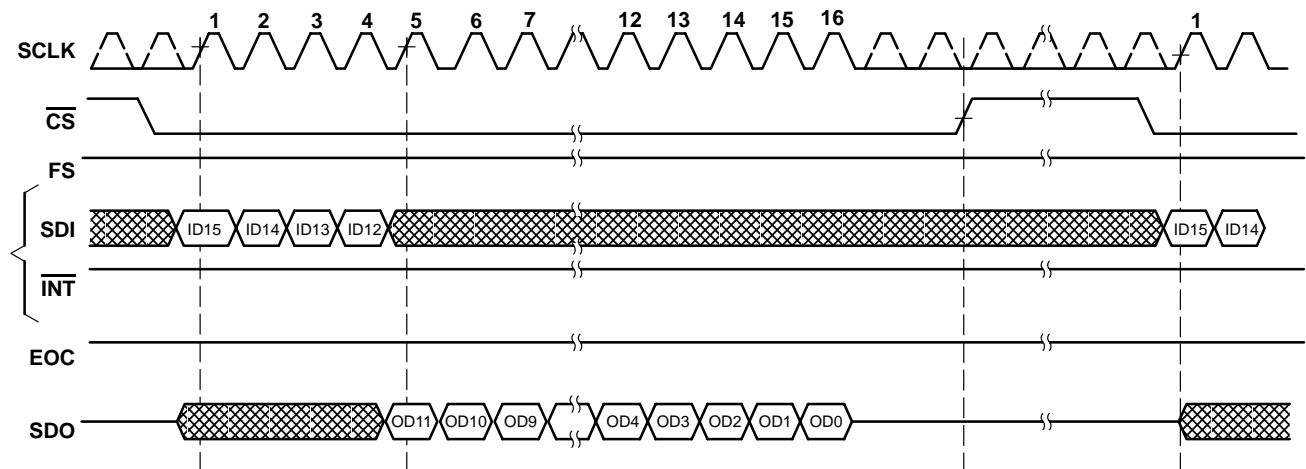 1 2 3 4 5 6 7 12 13 14 15 16 1
SCLK
CS
FS
SDI ID15 ID14 ID13 ID12 ID15 ID14
INT
EOC
SDO OD11 OD10 OD9 OD4 OD3 OD2 OD1 OD0